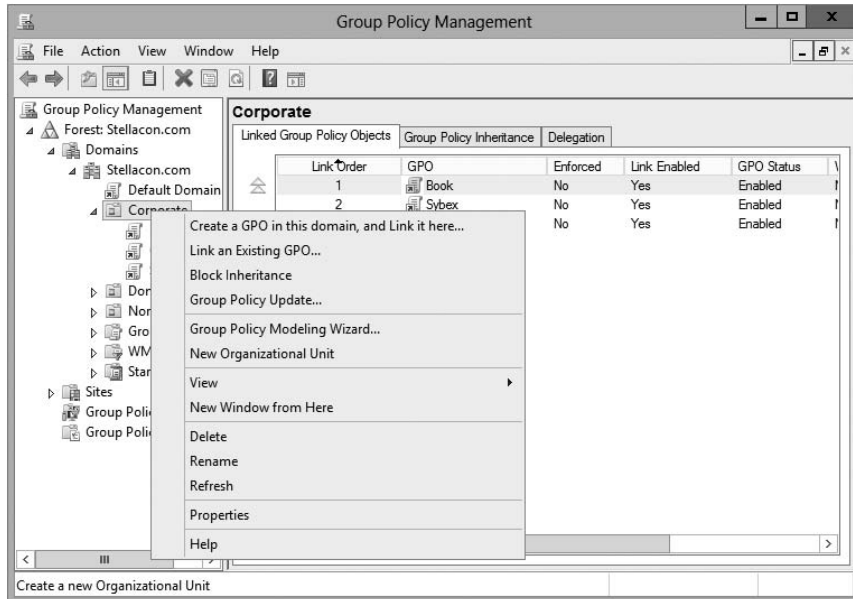 Group Policy Management
File Action View Window Help
Group Policy Management
Forest: Stellacon.com
Domains
Stellacon.com
Default Domain
Corporate
Dor
Nor
Gro
WM
Star
Sites
Group Poli
Group Poli
Corporate
Linked Group Policy Objects Group Policy Inheritance Delegation
Link Order GPO Enforced Link Enabled GPO Status
1 Book No Yes Enabled
2 Sybex No Yes Enabled
No Yes Enabled
Create a GPO in this domain, and Link it here...
Link an Existing GPO...
Block Inheritance
Group Policy Update...
Group Policy Modeling Wizard...
New Organizational Unit
View
New Window from Here
Delete
Rename
Refresh
Properties
Help
Create a new Organizational Unit